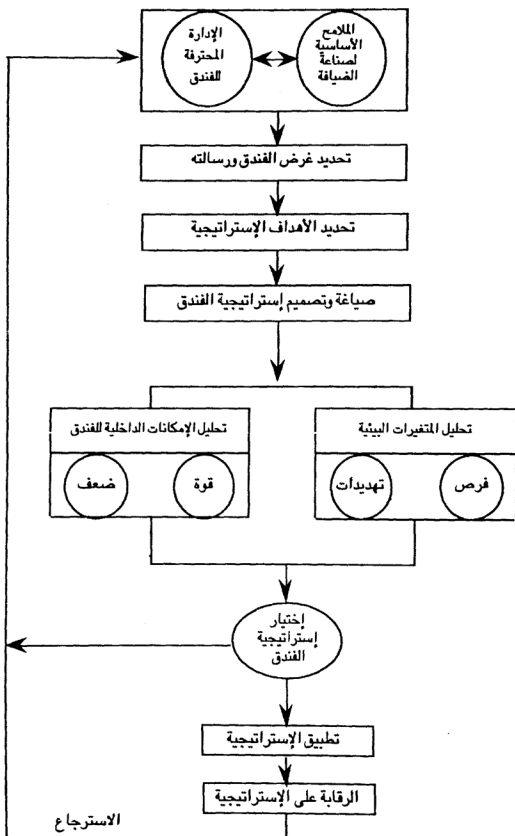 الملامح
الأساسية
لصناعة
الضيافة
الإدارة
المحترفة
للفندق
تحديد غرض الفندق ورسالته
تحديد الأهداف الإستراتيجية
صياغة وتصميم إستراتيجية الفندق
تحليل المتغيرات البيئية
فرص
تهديدات
تحليل الإمكانات الداخلية للفندق
قوة
ضعف
إختيار
إستراتيجية
الفندق
تطبيق الإستراتيجية
الرقابة على الإستراتيجية
الاسترجاع